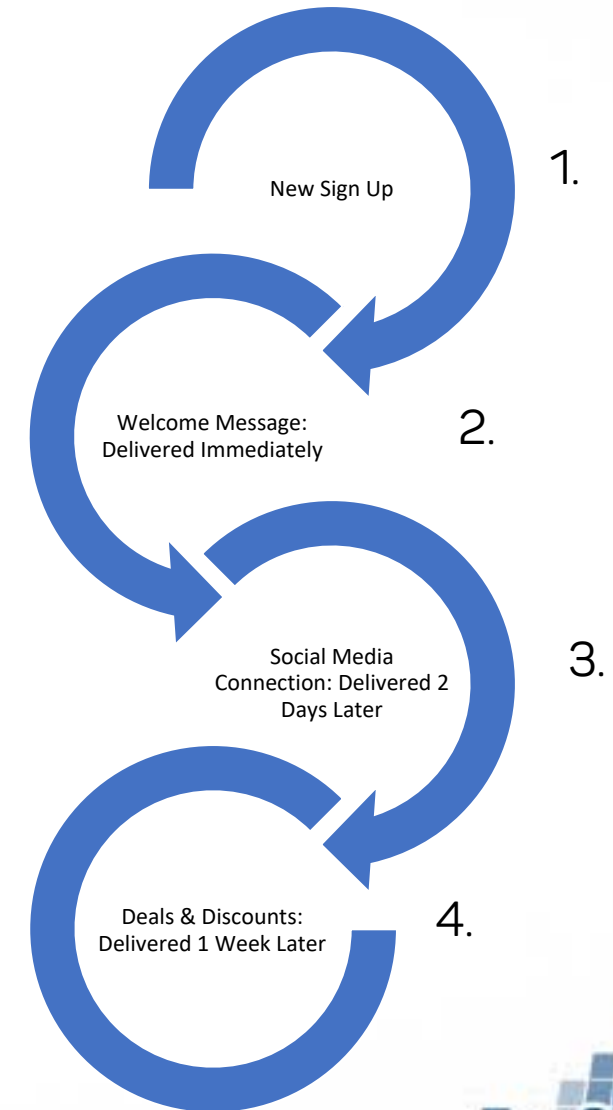 New Sign Up
1.
Welcome Message:
Delivered Immediately
2.
Social Media
Connection: Delivered 2
Days Later
3.
Deals & Discounts:
Delivered 1 Week Later
4.